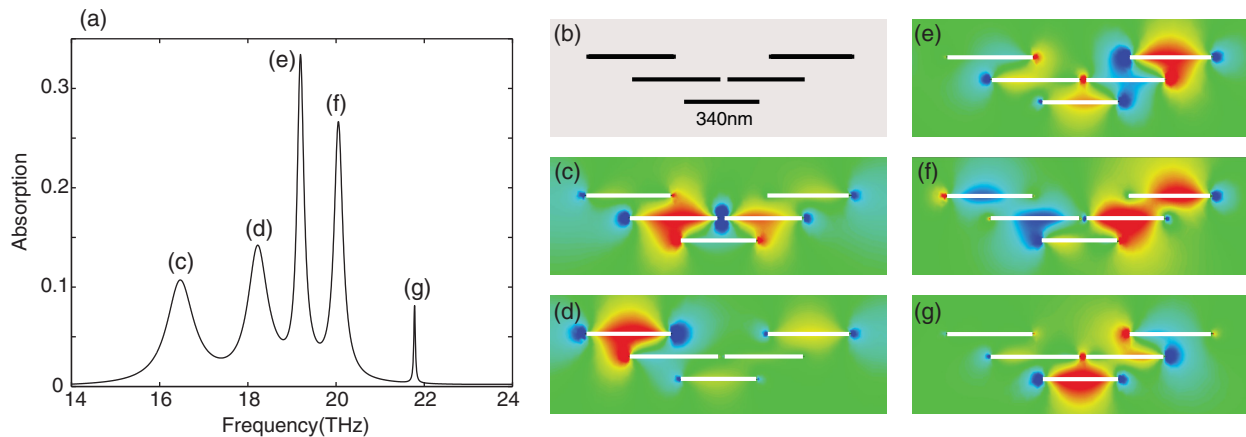 (a)
Absorption
0.3
0.2
0.1
0
14
16
18
20
22
24
Frequency(THz)
(c)
(d)
(e)
(f)
(g)
(b)
340nm
(c)
(d)
(e)
(f)
(g)